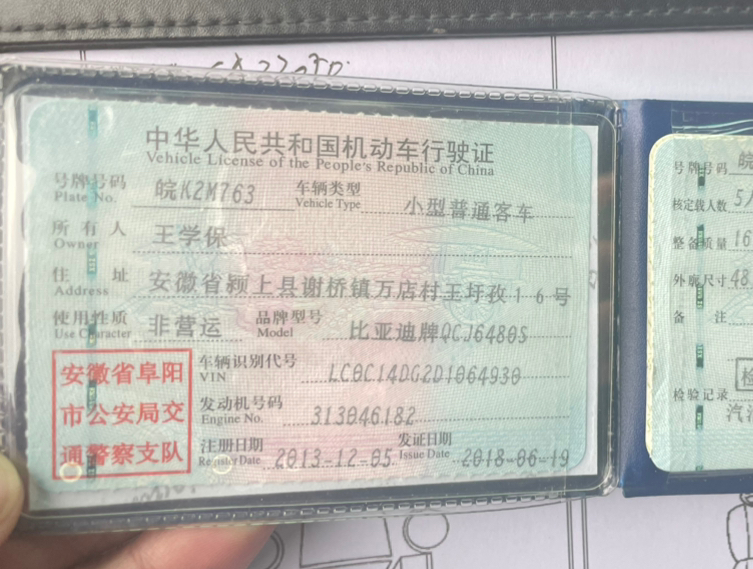 中华人民共和国机动车行驶证
Vehicle License of the People's Republic of China
号牌号码 皖K2M763 车辆类型 小型普通客车
Plate No. Vehicle Type
所有人 王学保
Owner
住址 安徽省颍上县谢桥镇万店村王圩孜16号
Address
使用性质 非营运 品牌型号 比亚迪牌QCJ6480S
Use Character Model
安徽省阜阳
市公安局交
通警察支队
车辆识别代号 LC0C14DG2D1064930
VIN
发动机号码 313046182
Engine No.
注册日期 2013-12-05 发证日期 2018-06-19
Register Date Issue Date
号牌号码 皖
核定载人数 5人
整备质量 16
外廓尺寸 48
备注
检验记录